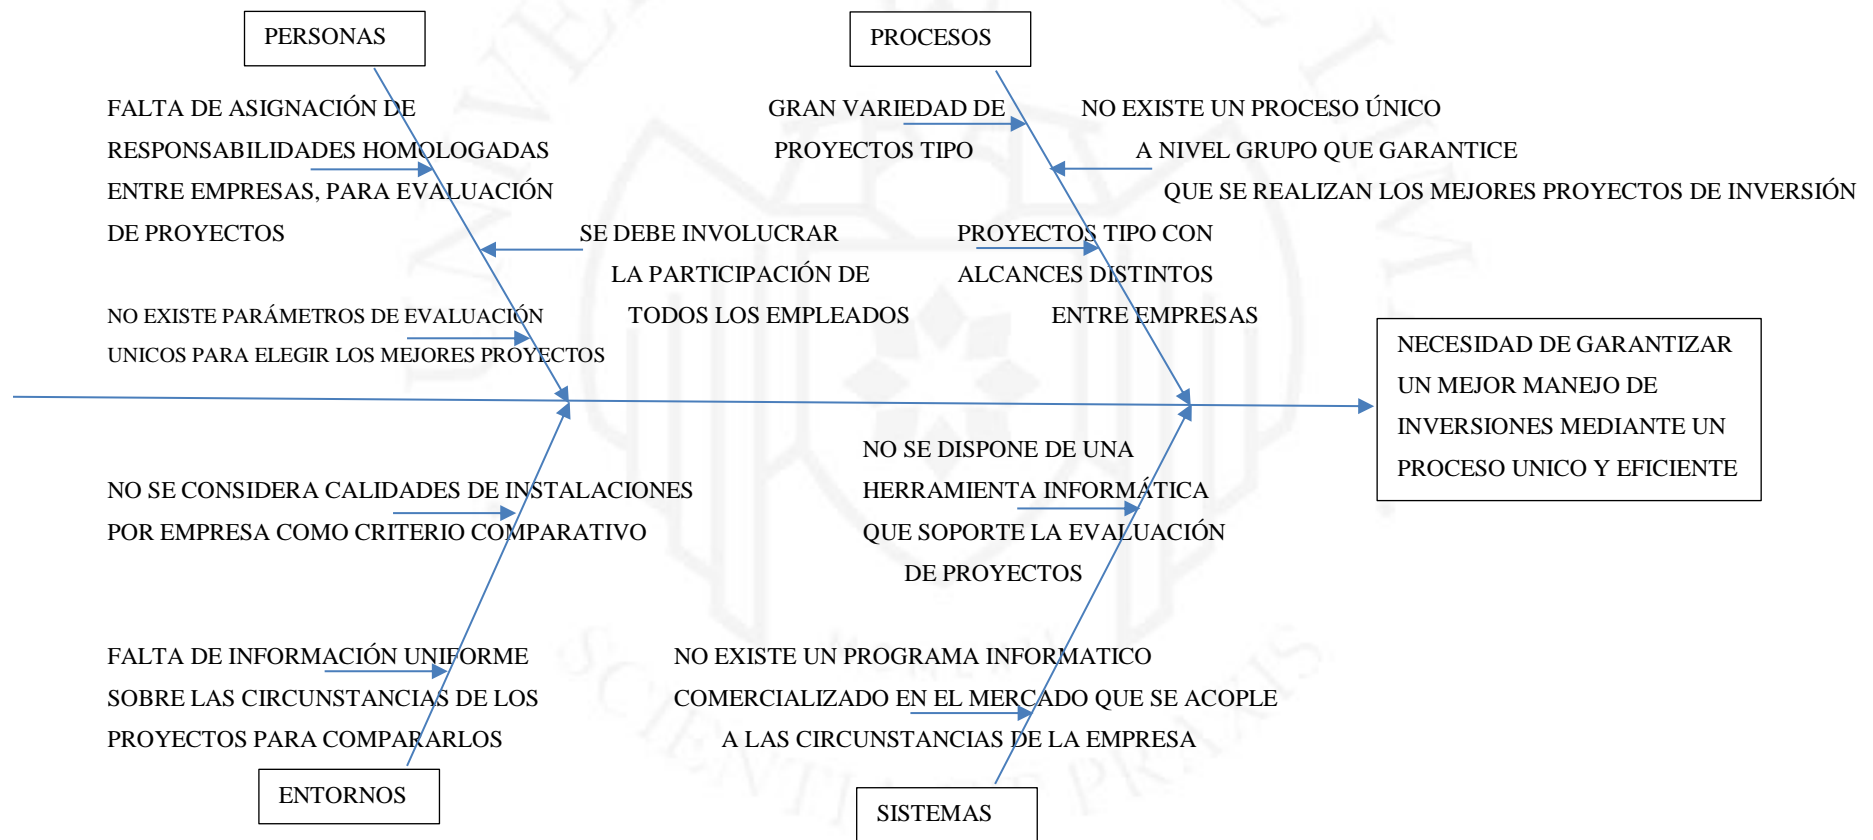 PERSONAS
FALTA DE ASIGNACIÓN DE
RESPONSABILIDADES HOMOLOGADAS
ENTRE EMPRESAS, PARA EVALUACIÓN
DE PROYECTOS
SE DEBE INVOLUCRAR
LA PARTICIPACIÓN DE
TODOS LOS EMPLEADOS
NO EXISTE PARÁMETROS DE EVALUACIÓN
UNICOS PARA ELEGIR LOS MEJORES PROYECTOS
PROCESOS
GRAN VARIEDAD DE
PROYECTOS TIPO
NO EXISTE UN PROCESO ÚNICO
A NIVEL GRUPO QUE GARANTICE
QUE SE REALIZAN LOS MEJORES PROYECTOS DE INVERSIÓN
PROYECTOS TIPO CON
ALCANCES DISTINTOS
ENTRE EMPRESAS
NECESIDAD DE GARANTIZAR
UN MEJOR MANEJO DE
INVERSIONES MEDIANTE UN
PROCESO UNICO Y EFICIENTE
NO SE CONSIDERA CALIDADES DE INSTALACIONES
POR EMPRESA COMO CRITERIO COMPARATIVO
FALTA DE INFORMACIÓN UNIFORME
SOBRE LAS CIRCUNSTANCIAS DE LOS
PROYECTOS PARA COMPARARLOS
ENTORNOS
NO SE DISPONE DE UNA
HERRAMIENTA INFORMÁTICA
QUE SOPORTE LA EVALUACIÓN
DE PROYECTOS
NO EXISTE UN PROGRAMA INFORMATICO
COMERCIALIZADO EN EL MERCADO QUE SE ACOPLE
A LAS CIRCUNSTANCIAS DE LA EMPRESA
SISTEMAS
SCIENTIA ET PRAXIS